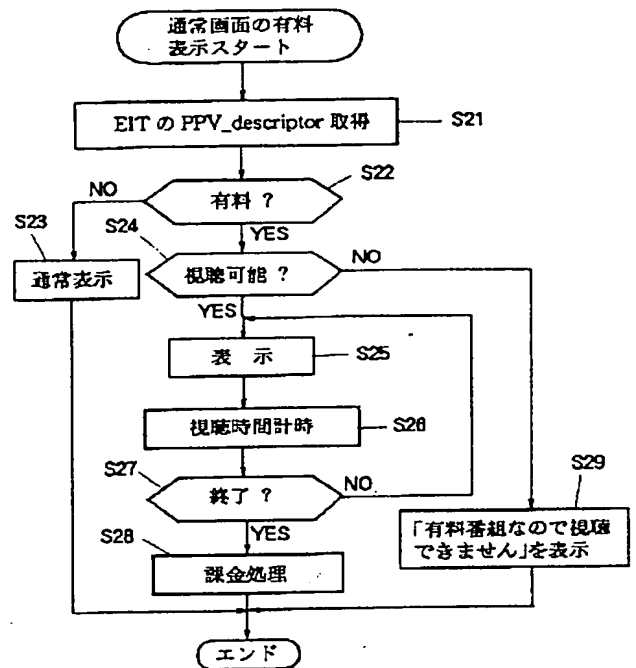 通常画面の有料
表示スタート
EIT の PPV_descriptor 取得
S21
有料 ?
S22
NO
YES
S23
通常表示
S24
視聴可能 ?
NO
YES
表 示
S25
視聴時間計時
S26
S27
終了 ?
NO
YES
S28
課金処理
S29
「有料番組なので視聴
できません」を表示
エンド